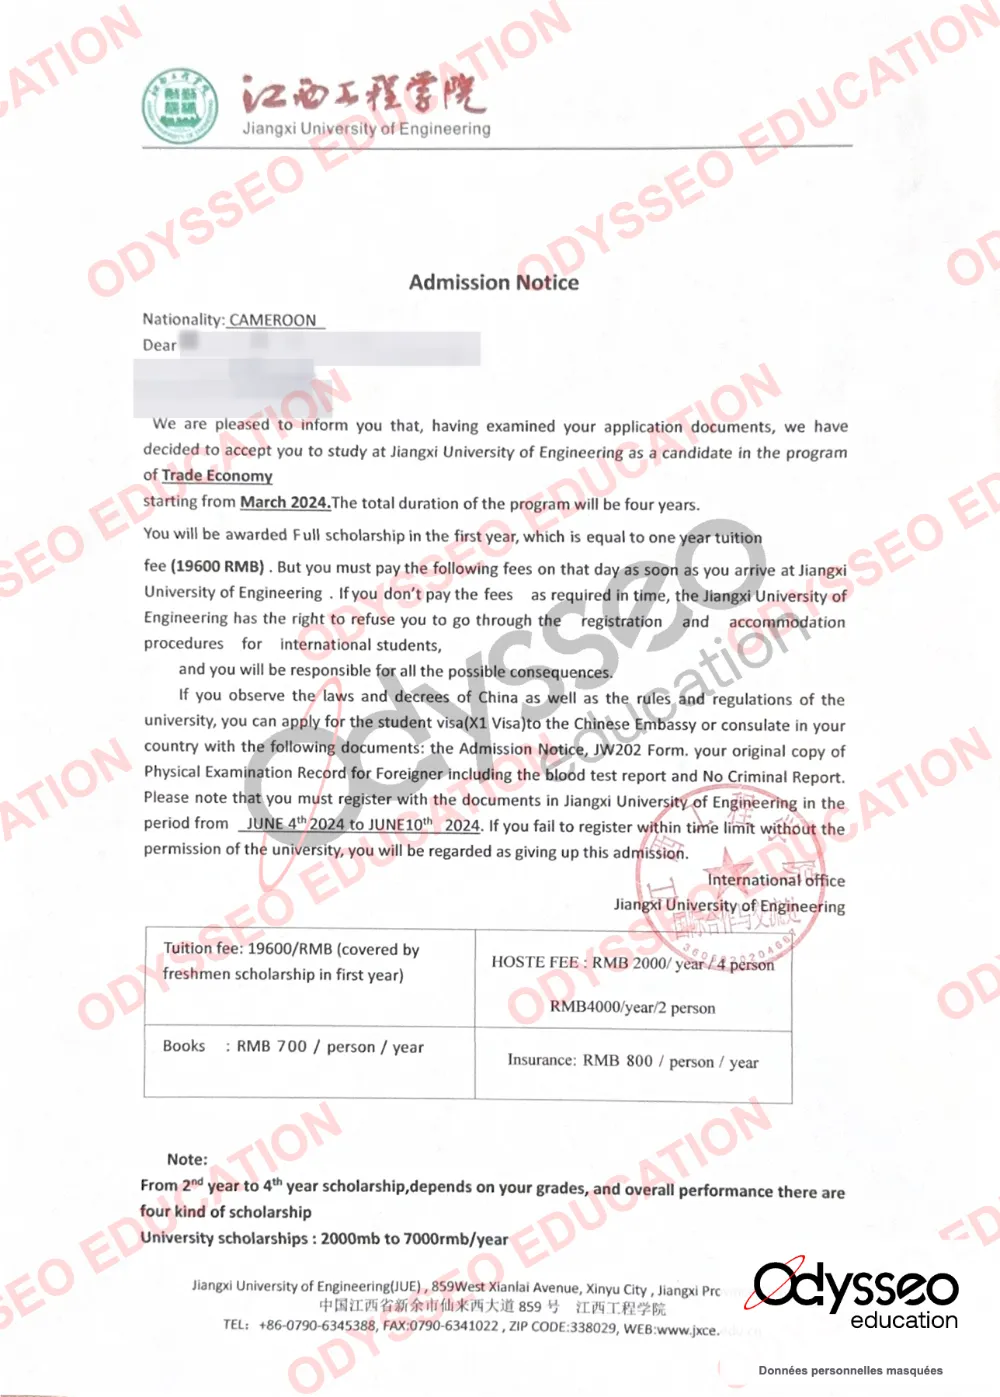 江西工程学院
Jiangxi University of Engineering
Admission Notice
Nationality: CAMEROON
Dear
We are pleased to inform you that, having examined your application documents, we have
decided to accept you to study at Jiangxi University of Engineering as a candidate in the program
of Trade Economy
starting from March 2024.The total duration of the program will be four years.
You will be awarded Full scholarship in the first year, which is equal to one year tuition
fee (19600 RMB) . But you must pay the following fees on that day as soon as you arrive at Jiangxi
University of Engineering . If you don't pay the fees as required in time, the Jiangxi University of
Engineering has the right to refuse you to go through the registration and accommodation
procedures for international students,
and you will be responsible for all the possible consequences.
If you observe the laws and decrees of China as well as the rules and regulations of the
university, you can apply for the student visa(X1 Visa)to the Chinese Embassy or consulate in your
country with the following documents: the Admission Notice, JW202 Form. your original copy of
Physical Examination Record for Foreigner including the blood test report and No Criminal Report.
Please note that you must register with the documents in Jiangxi University of Engineering in the
period from JUNE 4th 2024 to JUNE10th 2024. If you fail to register within time limit without the
permission of the university, you will be regarded as giving up this admission.
International office
Jiangxi University of Engineering
江西工程学院
国际合作与交流处
Tuition fee: 19600/RMB (covered by
freshmen scholarship in first year)
HOSTE FEE : RMB 2000/ year / 4 person
RMB4000/year/2 person
Books : RMB 700 / person / year
Insurance: RMB 800 / person / year
Note:
From 2nd year to 4th year scholarship,depends on your grades, and overall performance there are
four kind of scholarship
University scholarships : 2000mb to 7000rmb/year
Jiangxi University of Engineering(JUE) , 859West Xianlai Avenue, Xinyu City , Jiangxi Prc
中国江西省新余市仙来西大道 859 号 江西工程学院
TEL: +86-0790-6345388, FAX:0790-6341022 , ZIP CODE:338029, WEB:www.jxce.
Odysseo
education
Données personnelles masquées
ODYSSEO EDUCATION
Odysseo
education